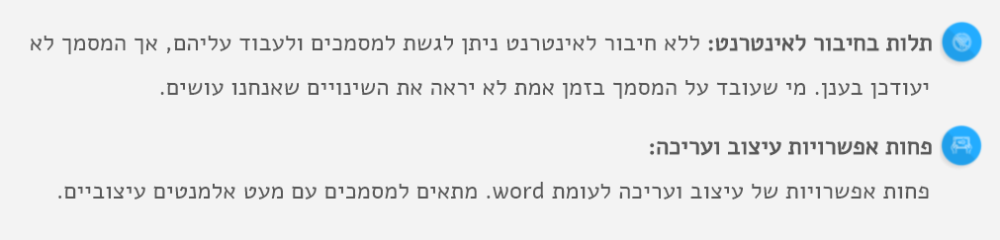 תלות בחיבור לאינטרנט: ללא חיבור לאינטרנט ניתן לגשת למסמכים ולעבוד עליהם, אך המסמך לא
יעודכן בענן. מי שעובד על המסמך בזמן אמת לא יראה את השינויים שאנחנו עושים.
פחות אפשרויות עיצוב ועריכה:
פחות אפשרויות של עיצוב ועריכה לעומת word. מתאים למסמכים עם מעט אלמנטים עיצוביים.